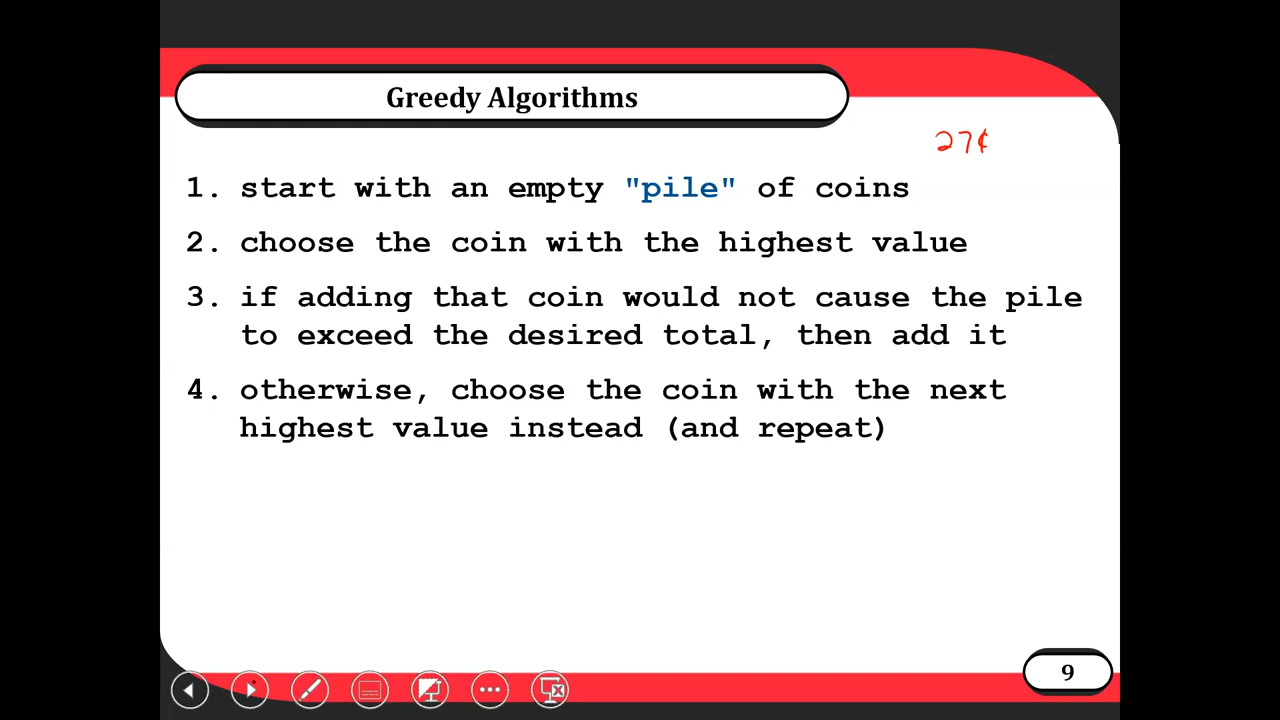 Greedy Algorithms
27¢
1. start with an empty "pile" of coins
2. choose the coin with the highest value
3. if adding that coin would not cause the pile
to exceed the desired total, then add it
4. otherwise, choose the coin with the next
highest value instead (and repeat)
9